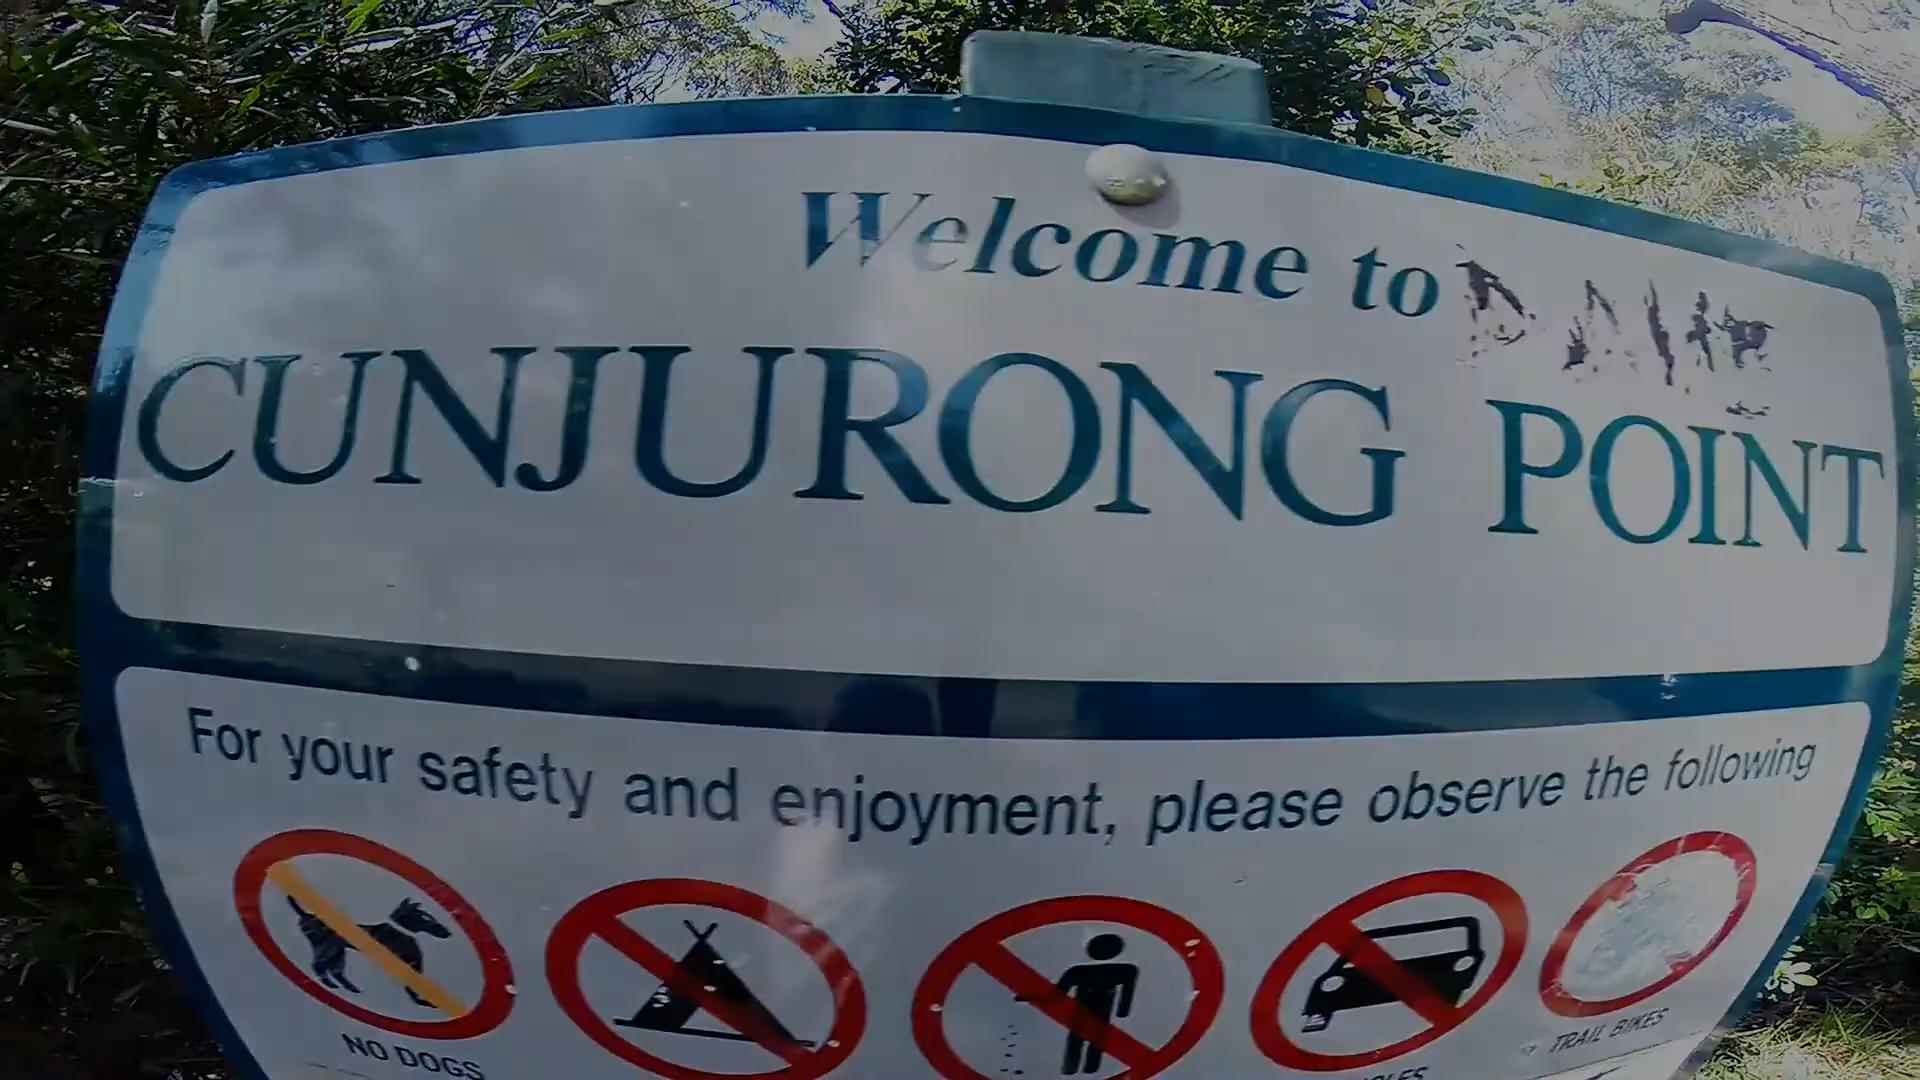 Welcome to
CUNJURONG POINT
For your safety and enjoyment, please observe the following
NO DOGS
TRAIL BIKES